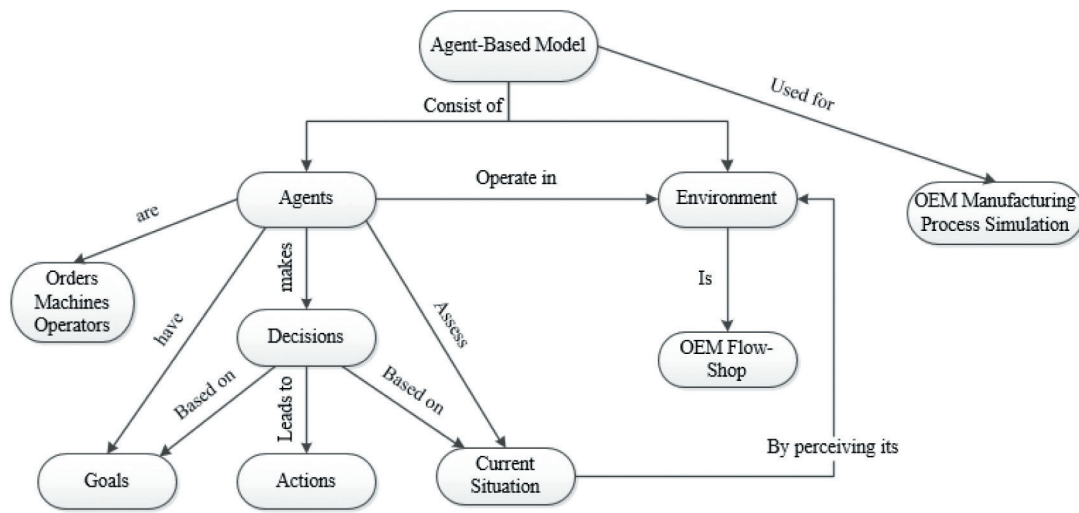 Agent-Based Model
Consist of
Used for
Agents
Operate in
Environment
OEM Manufacturing
Process Simulation
are
Orders
Machines
Operators
have
makes
Assess
Is
Decisions
OEM Flow-
Shop
Based on
Leads to
Based on
By perceiving its
Goals
Actions
Current
Situation